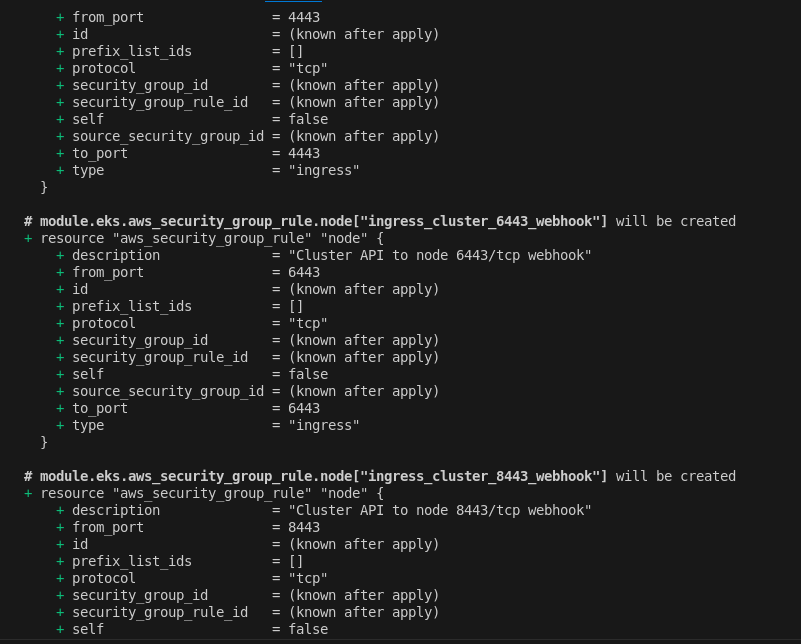 + from_port                = 4443
      + id                       = (known after apply)
      + prefix_list_ids          = []
      + protocol                 = "tcp"
      + security_group_id        = (known after apply)
      + security_group_rule_id   = (known after apply)
      + self                     = false
      + source_security_group_id = (known after apply)
      + to_port                  = 4443
      + type                     = "ingress"
    }

  # module.eks.aws_security_group_rule.node["ingress_cluster_6443_webhook"] will be created
  + resource "aws_security_group_rule" "node" {
      + description              = "Cluster API to node 6443/tcp webhook"
      + from_port                = 6443
      + id                       = (known after apply)
      + prefix_list_ids          = []
      + protocol                 = "tcp"
      + security_group_id        = (known after apply)
      + security_group_rule_id   = (known after apply)
      + self                     = false
      + source_security_group_id = (known after apply)
      + to_port                  = 6443
      + type                     = "ingress"
    }

  # module.eks.aws_security_group_rule.node["ingress_cluster_8443_webhook"] will be created
  + resource "aws_security_group_rule" "node" {
      + description              = "Cluster API to node 8443/tcp webhook"
      + from_port                = 8443
      + id                       = (known after apply)
      + prefix_list_ids          = []
      + protocol                 = "tcp"
      + security_group_id        = (known after apply)
      + security_group_rule_id   = (known after apply)
      + self                     = false